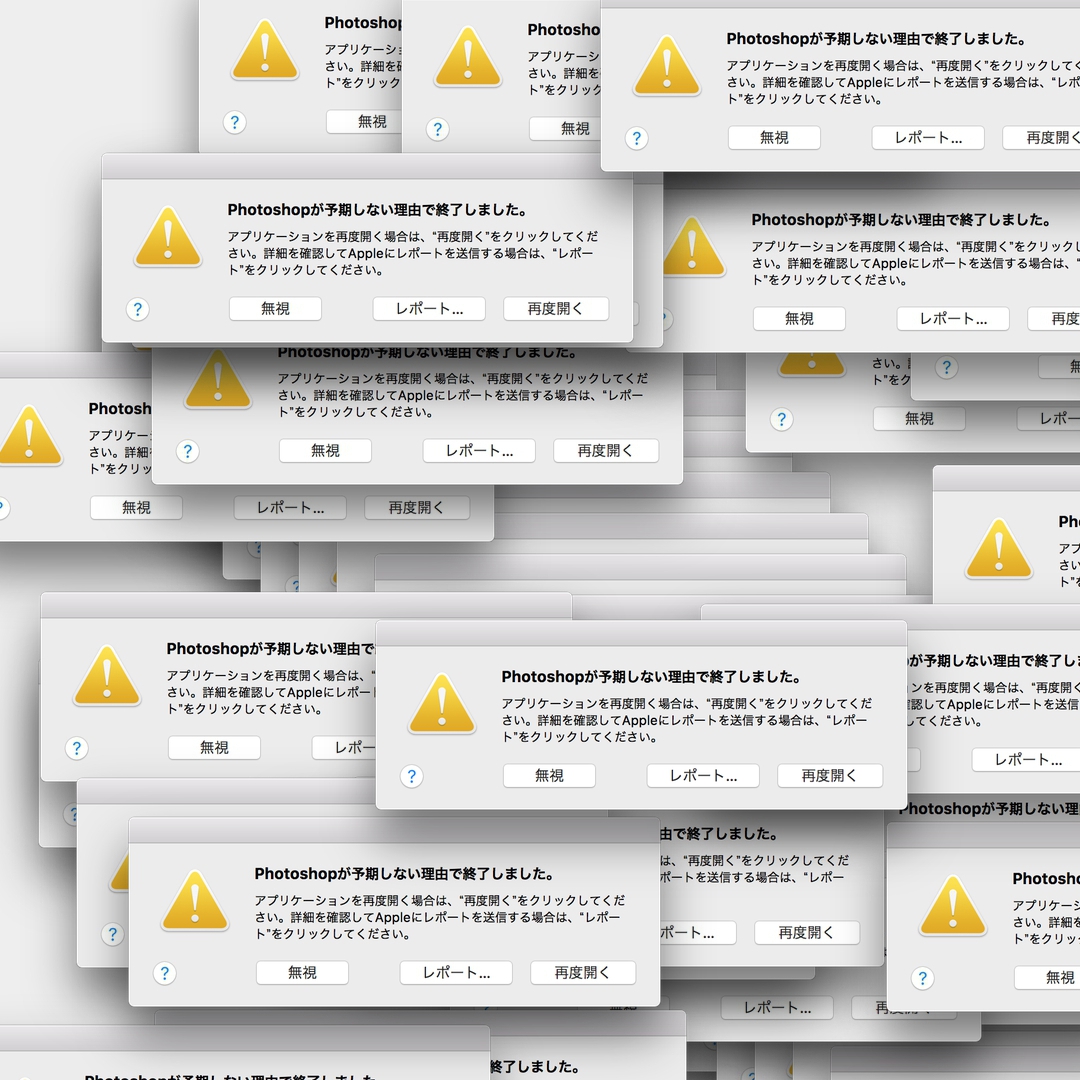 Photoshop
アプリケーシ
さい。詳細を確
ト”をクリック
?
無視
Photoshop
アプリケーシ
さい。詳細を
ト”をクリック
?
無視
Photoshopが予期しない理由で終了しました。
アプリケーションを再度開く場合は、“再度開く”をクリックして
さい。詳細を確認してAppleにレポートを送信する場合は、“レポ
ト”をクリックしてください。
?
無視
レポート...
再度開く
Photoshopが予期しない理由で終了しました。
アプリケーションを再度開く場合は、“再度開く”をクリックしてくだ
さい。詳細を確認してAppleにレポートを送信する場合は、“レポー
ト”をクリックしてください。
?
無視
レポート...
再度開く
Photoshopが予期しない理由で終了しました。
アプリケーションを再度開く場合は、“再度開く”をクリックし
さい。詳細を確認してAppleにレポートを送信する場合は、“
ト”をクリックしてください。
無視
レポート...
再度
Photoshopが予期しない理由で終了しました。
アプリケーションを再度開く場合は、“再度開く”をクリックしてくだ
さい。詳細を確認してAppleにレポートを送信する場合は、“レポー
ト”をクリックしてください。
?
無視
レポート...
再度開く
さい。
ト”をク
?
無視
レポー
?
Photosh
アプリケー
さい。詳細
ト”をクリッ
無視
レポート...
再度開く
Ph
アプ
さい
ト”
Photoshopが予期しない理由で
アプリケーションを再度開く場合は、“
さい。詳細を確認してAppleにレポー
ト”をクリックしてください。
?
無視
レポー
Photoshopが予期しない理由で終了しました。
アプリケーションを再度開く場合は、“再度開く”をクリックしてくだ
さい。詳細を確認してAppleにレポートを送信する場合は、“レポー
ト”をクリックしてください。
?
無視
レポート...
再度開く
が予期しない理由で終了しま
ンを再度開く場合は、“再度開く
認してAppleにレポートを送信
してください。
レポート...
Photoshopが予期しない理
由で終了しました。
は、“再度開く”をクリックしてくだ
ポートを送信する場合は、“レポー
ポート...
再度開く
?
Photoshopが予期しない理由で終了しました。
アプリケーションを再度開く場合は、“再度開く”をクリックしてくだ
さい。詳細を確認してAppleにレポートを送信する場合は、“レポー
ト”をクリックしてください。
?
無視
レポート...
再度開く
Photosho
アプリケーシ
さい。詳細を
ト”をクリック
?
無視
レポート...
再度開く
終了しました。
Photoshopが予期しない理由で終了しました。